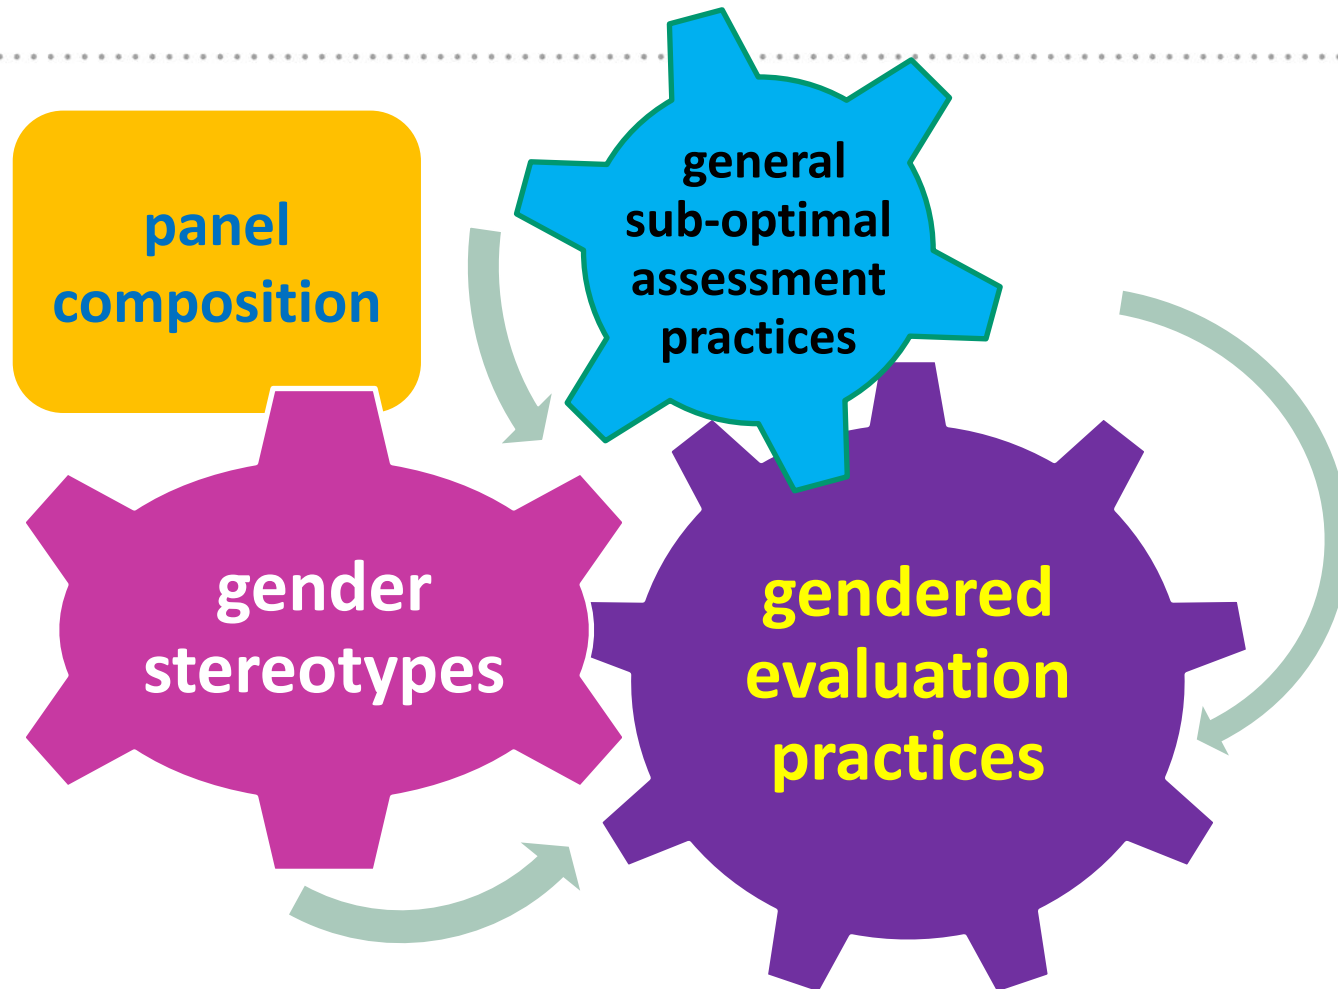 panel
composition
general
sub-optimal
assessment
practices
gender
stereotypes
gendered
evaluation
practices